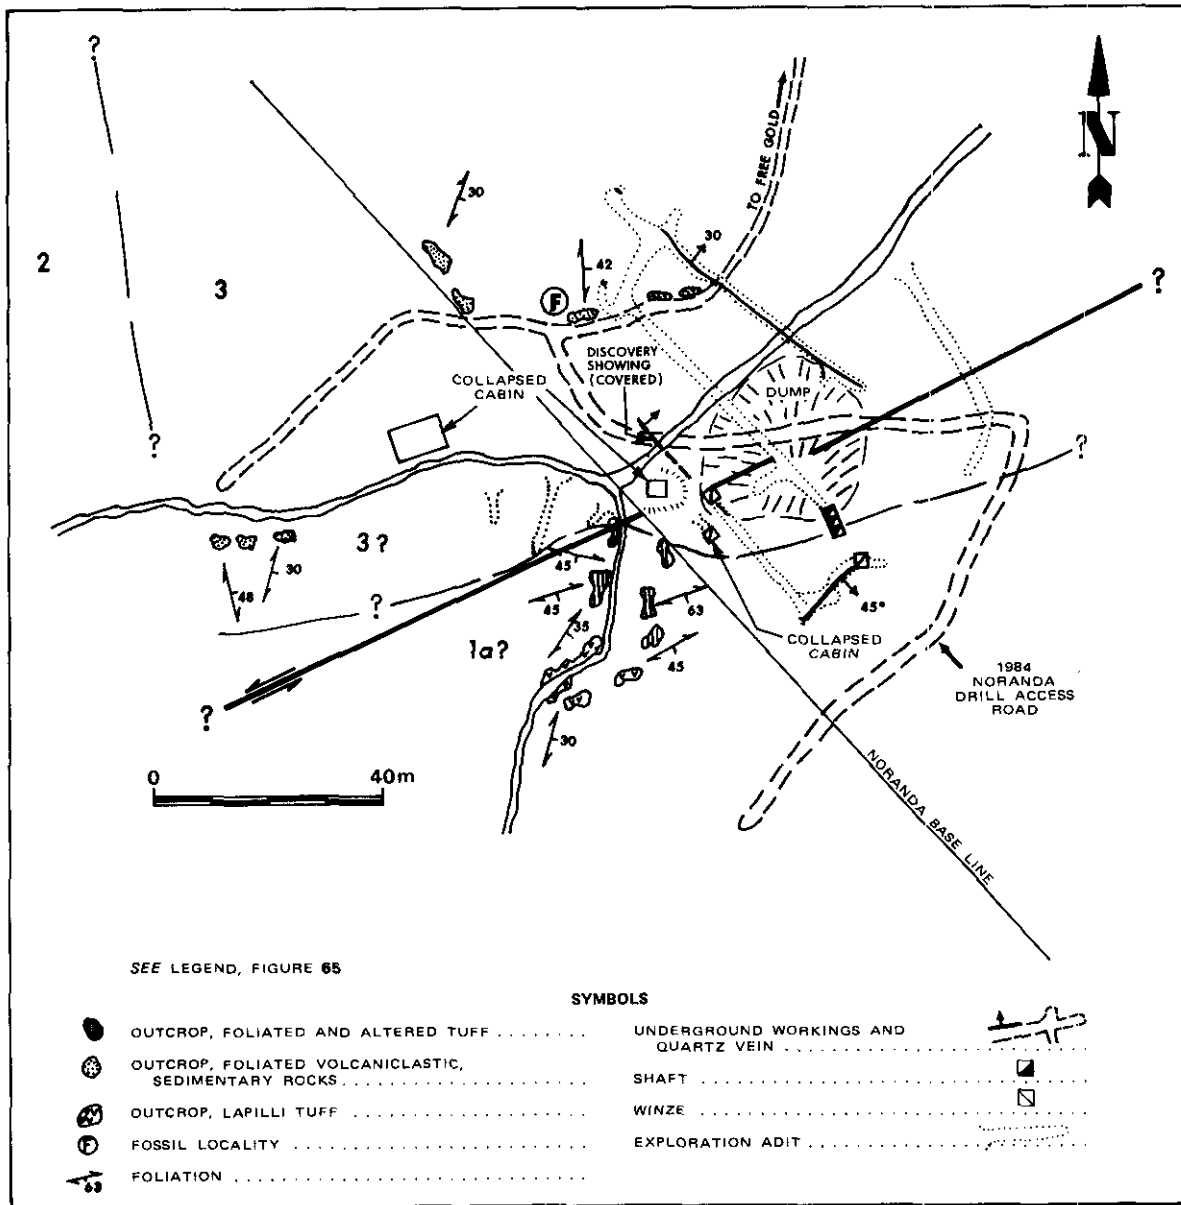 ?
N
TO FREE GOLD
30
2
3
42
30
F
?
DISCOVERY
SHOWING
(COVERED)
COLLAPSED
CABIN
DUMP
?
?
3?
45
48
30
?
45
63
45°
35
1a?
COLLAPSED
CABIN
45
1984
NORANDA
DRILL ACCESS
ROAD
?
30
0 40m
NORANDA BASE LINE
SEE LEGEND, FIGURE 65
SYMBOLS
OUTCROP, FOLIATED AND ALTERED TUFF . . . . . . . .
OUTCROP, FOLIATED VOLCANICLASTIC,
SEDIMENTARY ROCKS . . . . . . . . . . . . . . . . . . . . .
OUTCROP, LAPILLI TUFF . . . . . . . . . . . . . . . . . . . .
F FOSSIL LOCALITY . . . . . . . . . . . . . . . . . . . . . . . . .
63 FOLIATION . . . . . . . . . . . . . . . . . . . . . . . . . . . . . .
UNDERGROUND WORKINGS AND
QUARTZ VEIN . . . . . . . . . . . . . . . . .
SHAFT . . . . . . . . . . . . . . . . . . . . . . . . . .
WINZE . . . . . . . . . . . . . . . . . . . . . . . . . .
EXPLORATION ADIT . . . . . . . . . . . . . . . .